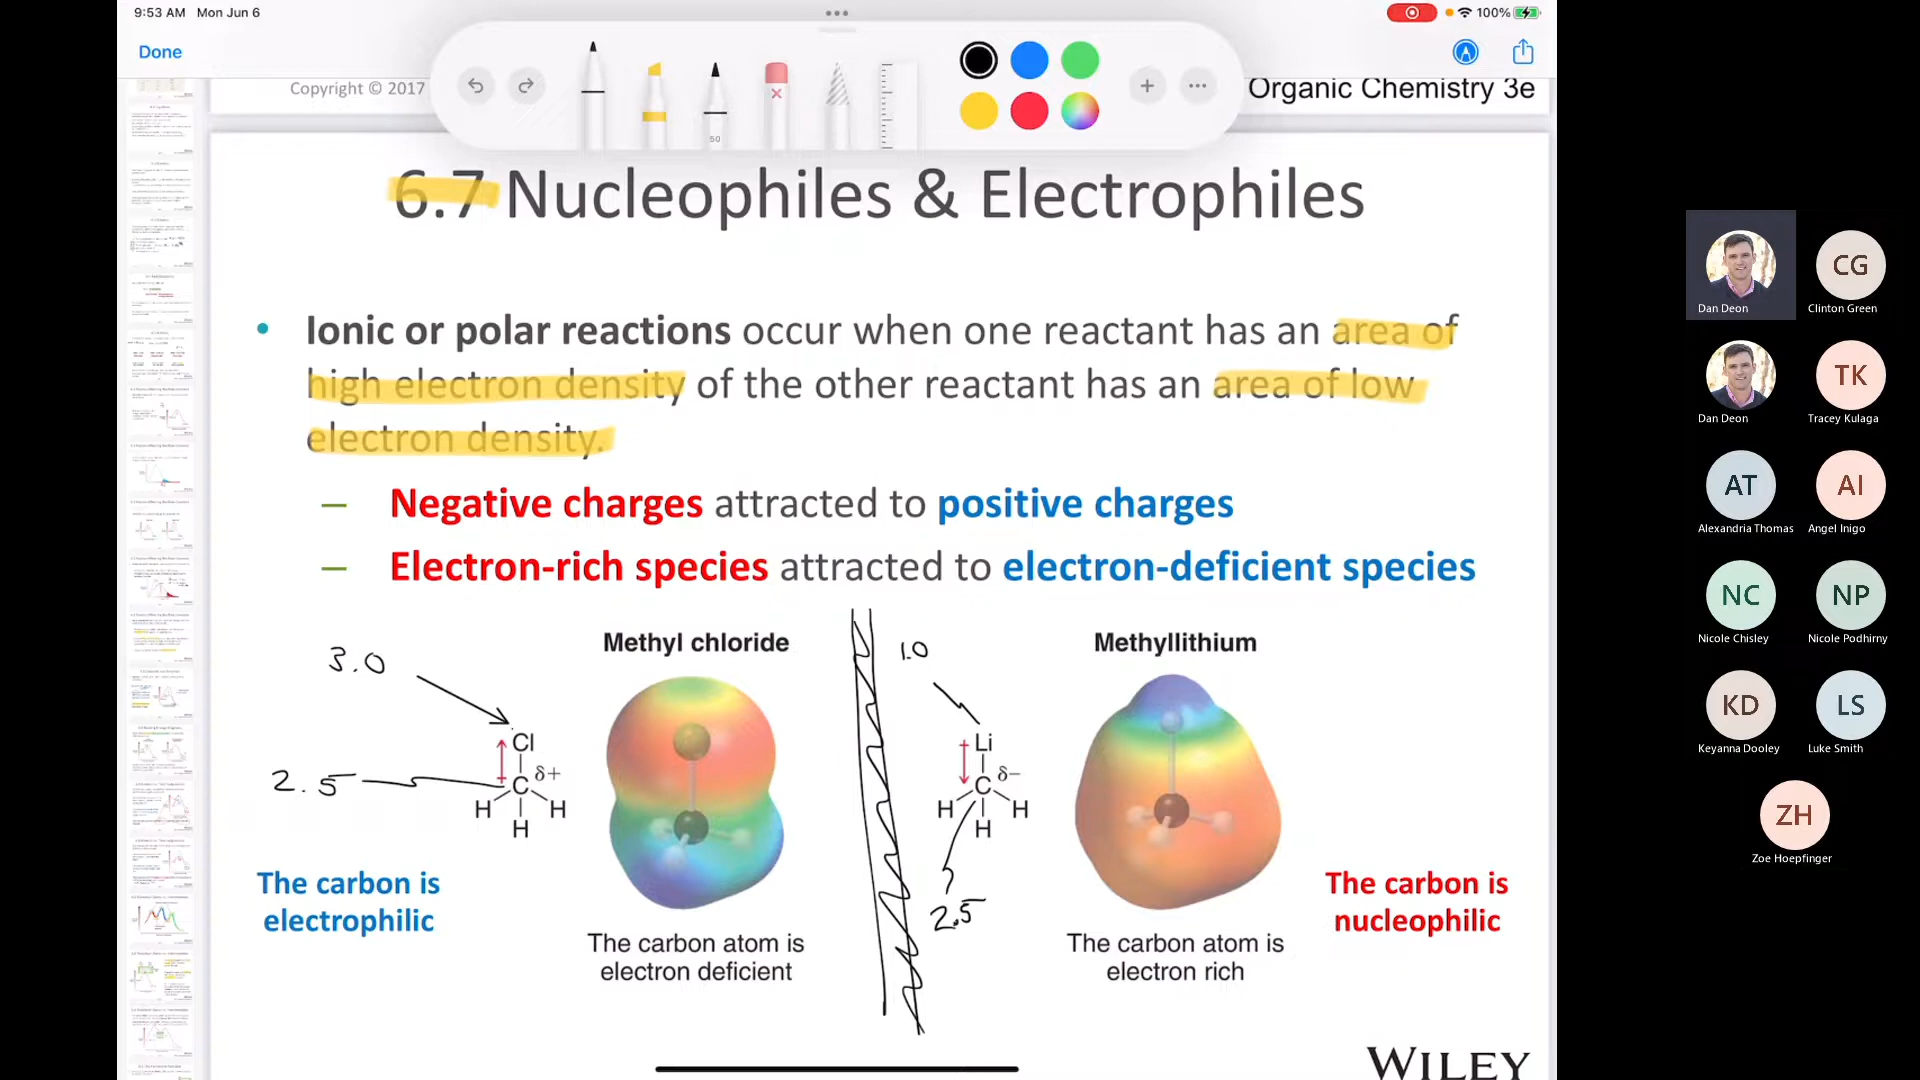 9:53 AM Mon Jun 6
100%
Done
Copyright © 2017
50
Organic Chemistry 3e
6.7 Nucleophiles & Electrophiles
• Ionic or polar reactions occur when one reactant has an area of
high electron density of the other reactant has an area of low
electron density.
– Negative charges attracted to positive charges
– Electron-rich species attracted to electron-deficient species
Methyl chloride
Methyllithium
3.0
1.0
Cl
Li
2.5
C δ+
C δ–
H H
H
H H
H
2.5
The carbon is
electrophilic
The carbon is
nucleophilic
The carbon atom is
electron deficient
The carbon atom is
electron rich
WILEY
Dan Deon
CG
Clinton Green
Dan Deon
TK
Tracey Kulaga
AT
Alexandria Thomas
AI
Angel Inigo
NC
Nicole Chisley
NP
Nicole Podhirny
KD
Keyanna Dooley
LS
Luke Smith
ZH
Zoe Hoepfinger